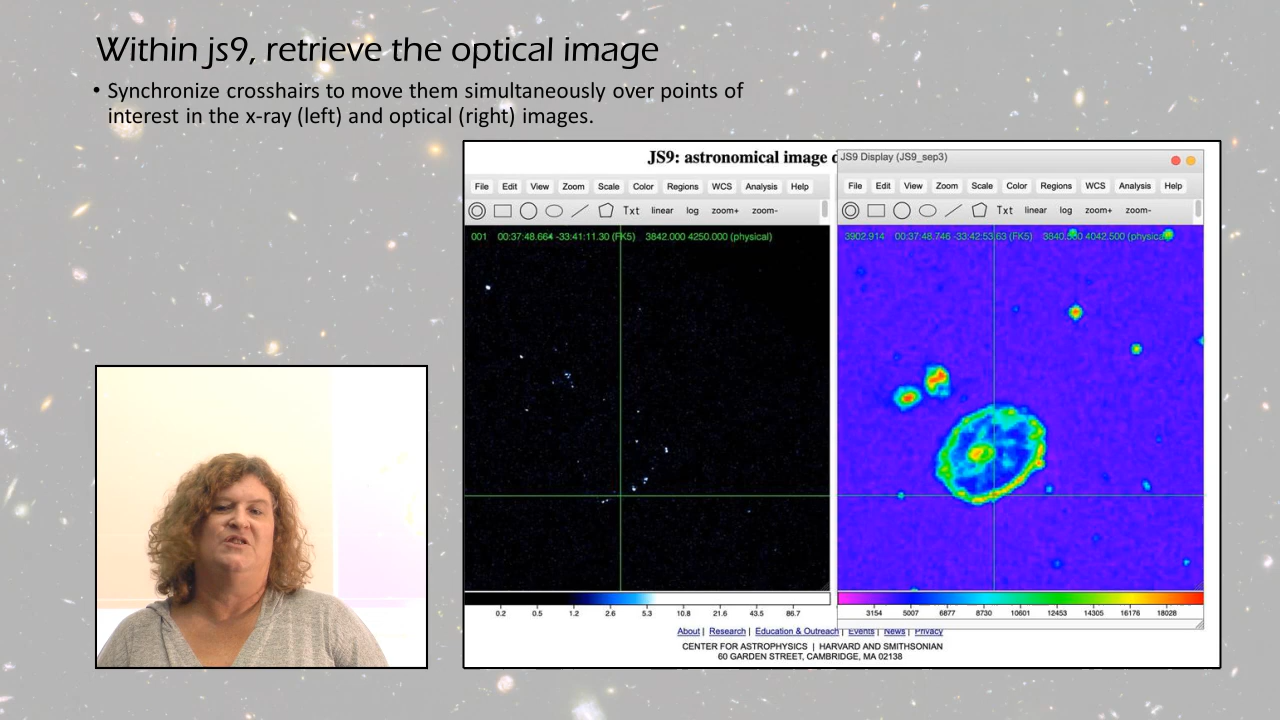 Within js9, retrieve the optical image
• Synchronize crosshairs to move them simultaneously over points of
interest in the x-ray (left) and optical (right) images.
JS9: astronomical image
JS9 Display (JS9_sep3)
File Edit View Zoom Scale Color Regions WCS Analysis Help
File Edit View Zoom Scale Color Regions WCS Analysis Help
Txt linear log zoom+ zoom-
Txt linear log zoom+ zoom-
001 00:37:48.664 -33:41:11.30 (FK5) 3842.000 4250.000 (physical)
3902.914 00:37:48.746 -33:42:53.63 (FK5) 3840.500 4042.500 (physical)
0.2 0.5 1.2 2.6 5.3 10.8 21.6 43.5 86.7
3154 5007 6877 8730 10601 12453 14305 16176 18028
About | Research | Education & Outreach | Events | News | Privacy
CENTER FOR ASTROPHYSICS | HARVARD AND SMITHSONIAN
60 GARDEN STREET, CAMBRIDGE, MA 02138